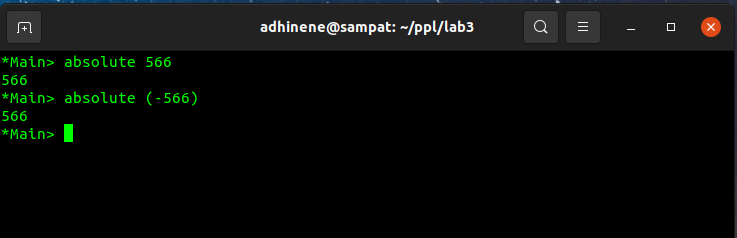 adhinene@sampat: ~/ppl/lab3
*Main> absolute 566
566
*Main> absolute (-566)
566
*Main>